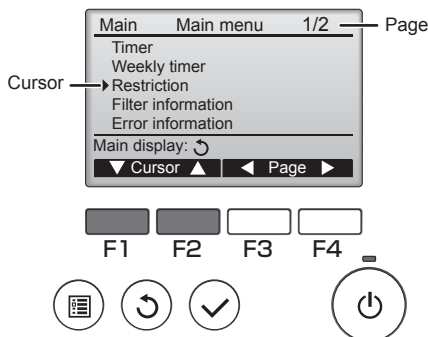 Main Main menu 1/2
Page
Timer
Weekly timer
Cursor
Restriction
Filter information
Error information
Main display:
Cursor Page
F1 F2 F3 F4